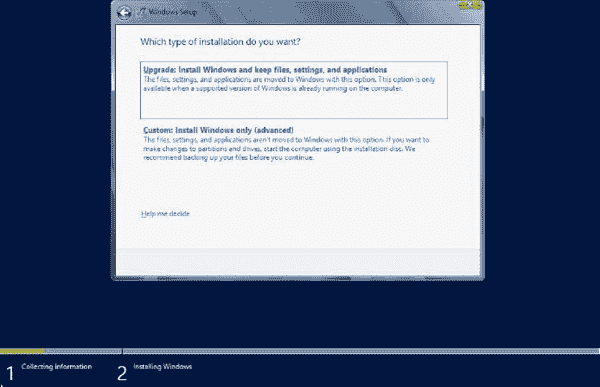 Windows Setup
Which type of installation do you want?
Upgrade: Install Windows and keep files, settings, and applications
The files, settings, and applications are moved to Windows with this option. This option is only
available when a supported version of Windows is already running on the computer.
Custom: Install Windows only (advanced)
The files, settings, and applications aren't moved to Windows with this option. If you want to
make changes to partitions and drives, start the computer using the installation disc. We
recommend backing up your files before you continue.
Help me decide
1 Collecting information 2 Installing Windows